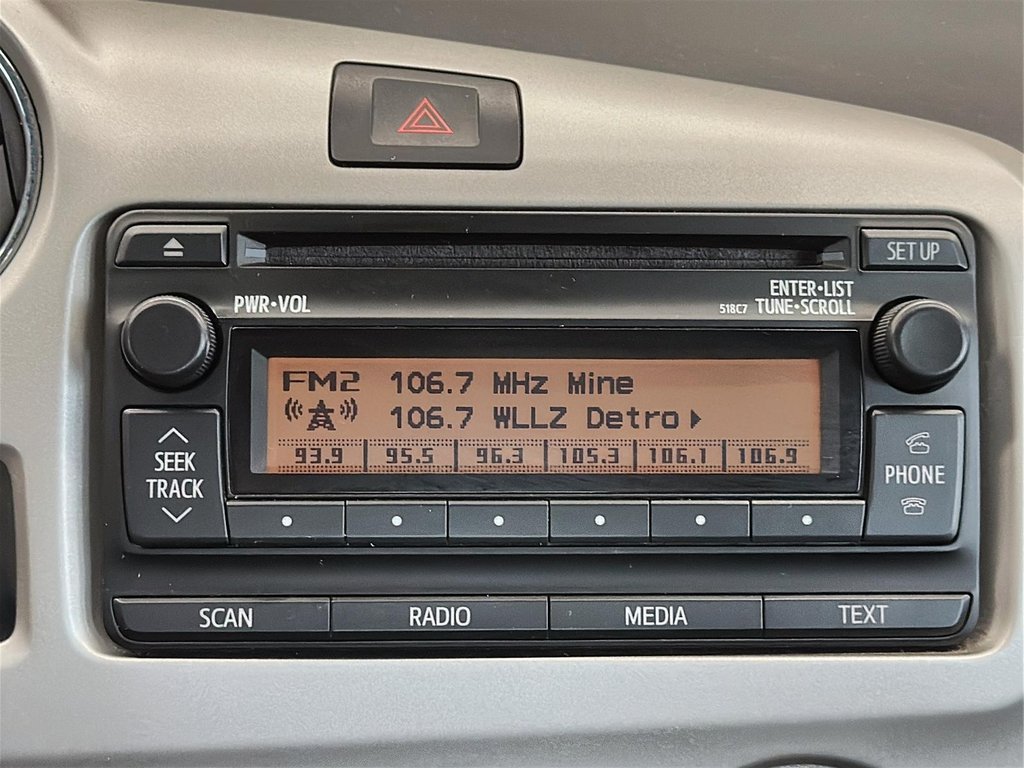 SET UP
PWR•VOL
ENTER•LIST
518C7 TUNE•SCROLL
FM2 106.7 MHz Mine
106.7 WLLZ Detro
93.9 95.5 96.3 105.3 106.1 106.9
SEEK
TRACK
PHONE
SCAN RADIO MEDIA TEXT